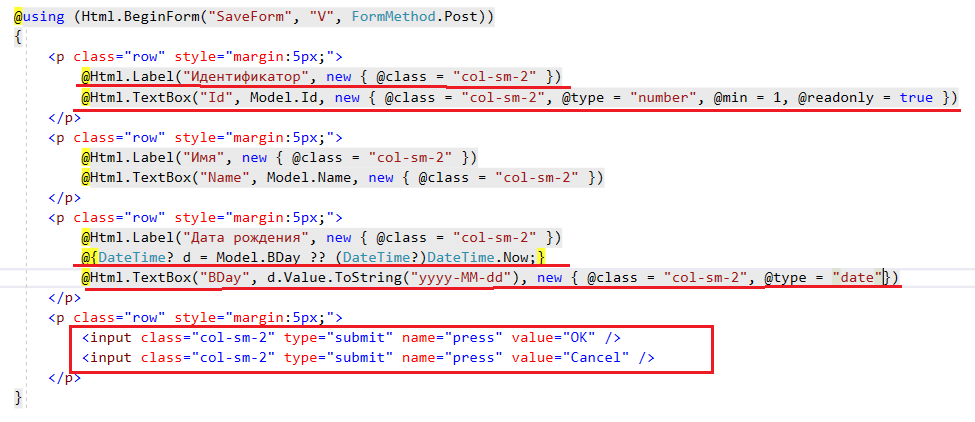 @using (Html.BeginForm("SaveForm", "V", FormMethod.Post))
{
<p class="row" style="margin:5px;">
@Html.Label("Идентификатор", new { @class = "col-sm-2" })
@Html.TextBox("Id", Model.Id, new { @class = "col-sm-2", @type = "number", @min = 1, @readonly = true })
</p>
<p class="row" style="margin:5px;">
@Html.Label("Имя", new { @class = "col-sm-2" })
@Html.TextBox("Name", Model.Name, new { @class = "col-sm-2" })
</p>
<p class="row" style="margin:5px;">
@Html.Label("Дата рождения", new { @class = "col-sm-2" })
@{DateTime? d = Model.BDay ?? (DateTime?)DateTime.Now;}
@Html.TextBox("BDay", d.Value.ToString("yyyy-MM-dd"), new { @class = "col-sm-2", @type = "date"})
</p>
<p class="row" style="margin:5px;">
<input class="col-sm-2" type="submit" name="press" value="OK" />
<input class="col-sm-2" type="submit" name="press" value="Cancel" />
</p>
}